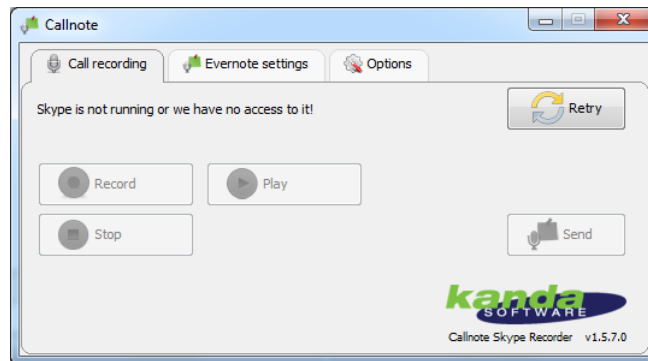 Callnote
Call recording
Evernote settings
Options
Skype is not running or we have no access to it!
Retry
Record
Play
Stop
Send
kanda
SOFTWARE
Callnote Skype Recorder v1.5.7.0